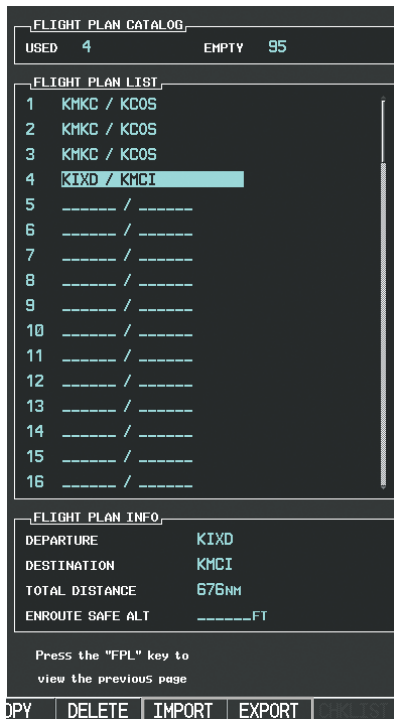 FLIGHT PLAN CATALOG
USED 4 EMPTY 95
FLIGHT PLAN LIST
1 KMKC / KCOS
2 KMKC / KCOS
3 KMKC / KCOS
4 KIXD / KMCI
5 ______ / ______
6 ______ / ______
7 ______ / ______
8 ______ / ______
9 ______ / ______
10 ______ / ______
11 ______ / ______
12 ______ / ______
13 ______ / ______
14 ______ / ______
15 ______ / ______
16 ______ / ______
FLIGHT PLAN INFO
DEPARTURE KIXD
DESTINATION KMCI
TOTAL DISTANCE 676NM
ENROUTE SAFE ALT ______FT
Press the "FPL" key to
view the previous page
OPY DELETE IMPORT EXPORT CHKLIST